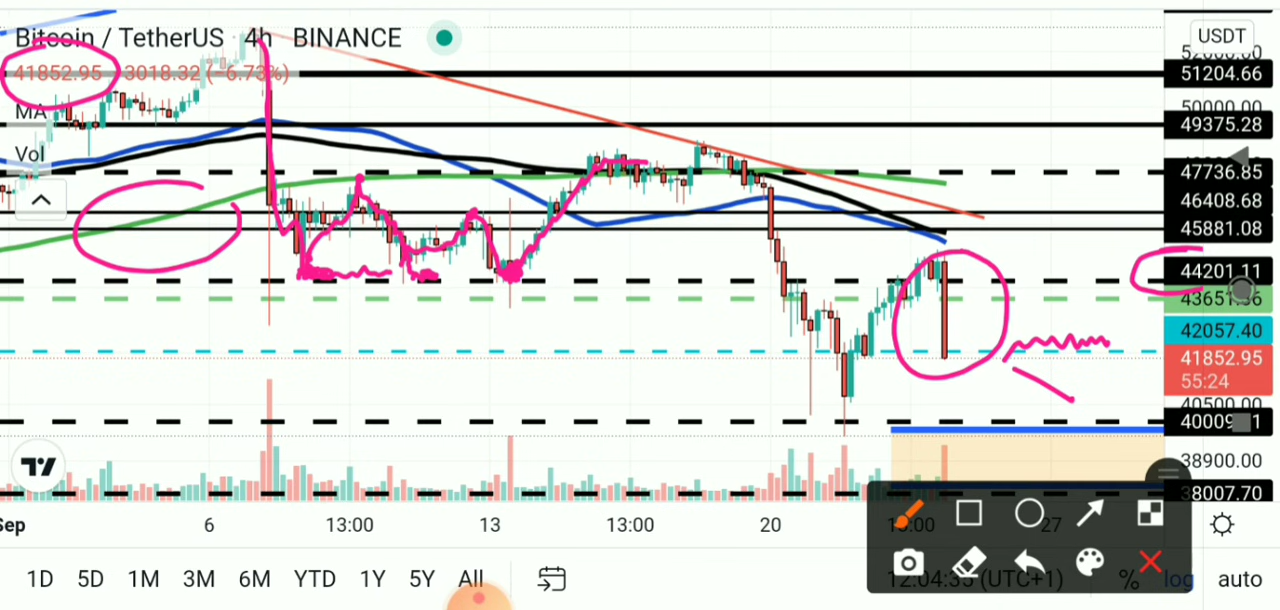 Bitcoin / TetherUS 4h BINANCE
USDT
52000.00
41852.95 3018.32 (−6.73%)
51204.66
MA
50000.00
49375.28
Vol
47736.85
46408.68
45881.08
44201.11
42057.40
41852.95
55:24
40500.00
38900.00
38007.70
Sep 6 13:00 13 13:00 20 27
1D 5D 1M 3M 6M YTD 1Y 5Y All
12:04:35 (UTC+1) % log auto